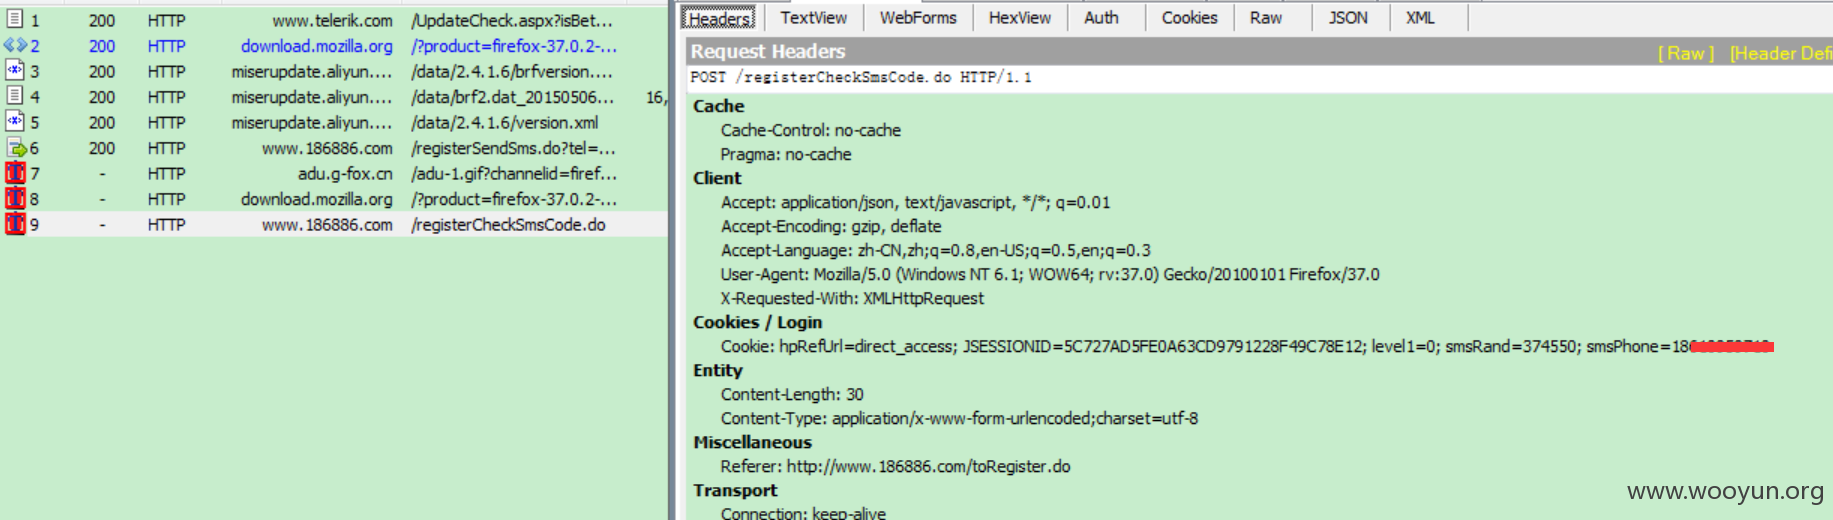 1 200 HTTP www.telerik.com /UpdateCheck.aspx?isBet...
2 200 HTTP download.mozilla.org /?product=firefox-37.0.2-...
3 200 HTTP miserupdate.aliyun.... /data/2.4.1.6/brfversion....
4 200 HTTP miserupdate.aliyun.... /data/brf2.dat_20150506... 16,
5 200 HTTP miserupdate.aliyun.... /data/2.4.1.6/version.xml
6 200 HTTP www.186886.com /registerSendSms.do?tel=...
7 - HTTP adu.g-fox.cn /adu-1.gif?channelid=firef...
8 - HTTP download.mozilla.org /?product=firefox-37.0.2-...
9 - HTTP www.186886.com /registerCheckSmsCode.do
Headers TextView WebForms HexView Auth Cookies Raw JSON XML
Request Headers [ Raw ] [Header Defi
POST /registerCheckSmsCode.do HTTP/1.1
Cache
Cache-Control: no-cache
Pragma: no-cache
Client
Accept: application/json, text/javascript, */*; q=0.01
Accept-Encoding: gzip, deflate
Accept-Language: zh-CN,zh;q=0.8,en-US;q=0.5,en;q=0.3
User-Agent: Mozilla/5.0 (Windows NT 6.1; WOW64; rv:37.0) Gecko/20100101 Firefox/37.0
X-Requested-With: XMLHttpRequest
Cookies / Login
Cookie: hpRefUrl=direct_access; JSESSIONID=5C727AD5FE0A63CD9791228F49C78E12; level1=0; smsRand=374550; smsPhone=18
Entity
Content-Length: 30
Content-Type: application/x-www-form-urlencoded;charset=utf-8
Miscellaneous
Referer: http://www.186886.com/toRegister.do
Transport
Connection: keep-alive
www.wooyun.org